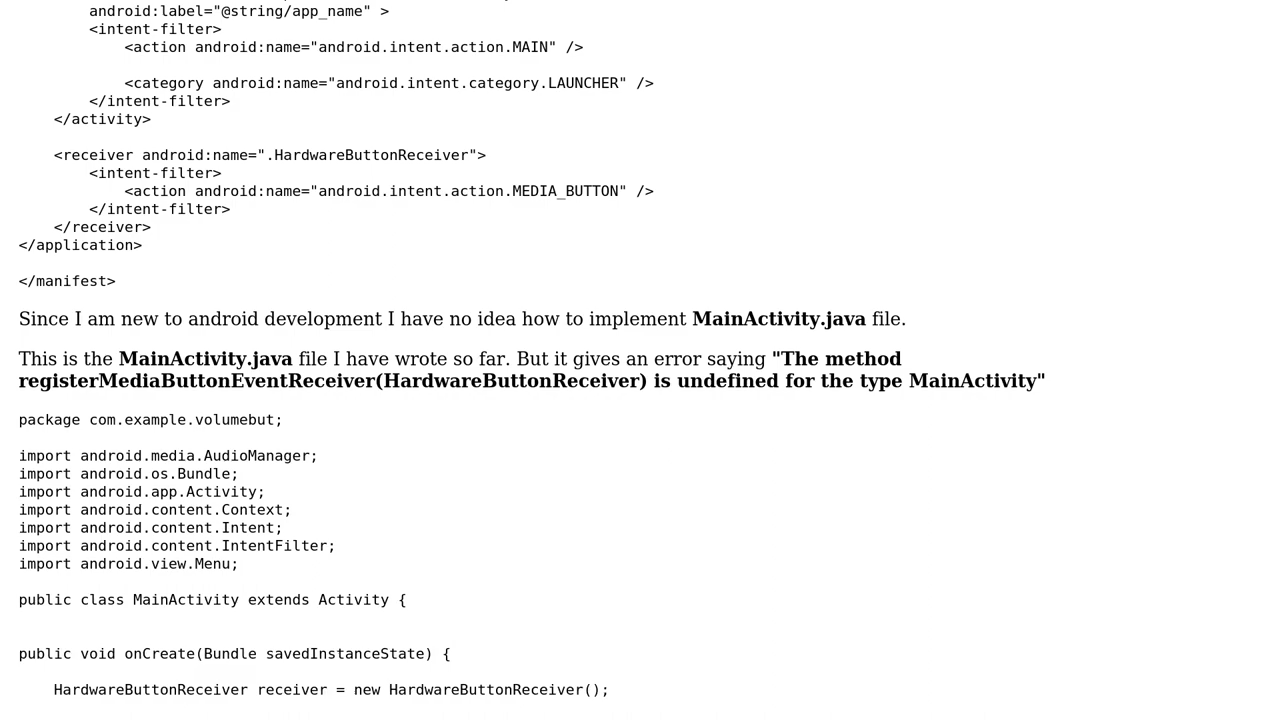 android:label="@string/app_name" >
<intent-filter>
<action android:name="android.intent.action.MAIN" />
<category android:name="android.intent.category.LAUNCHER" />
</intent-filter>
</activity>
<receiver android:name=".HardwareButtonReceiver">
<intent-filter>
<action android:name="android.intent.action.MEDIA_BUTTON" />
</intent-filter>
</receiver>
</application>
</manifest>
Since I am new to android development I have no idea how to implement MainActivity.java file.
This is the MainActivity.java file I have wrote so far. But it gives an error saying "The method
registerMediaButtonEventReceiver(HardwareButtonReceiver) is undefined for the type MainActivity"
package com.example.volumebut;
import android.media.AudioManager;
import android.os.Bundle;
import android.app.Activity;
import android.content.Context;
import android.content.Intent;
import android.content.IntentFilter;
import android.view.Menu;
public class MainActivity extends Activity {
public void onCreate(Bundle savedInstanceState) {
HardwareButtonReceiver receiver = new HardwareButtonReceiver();